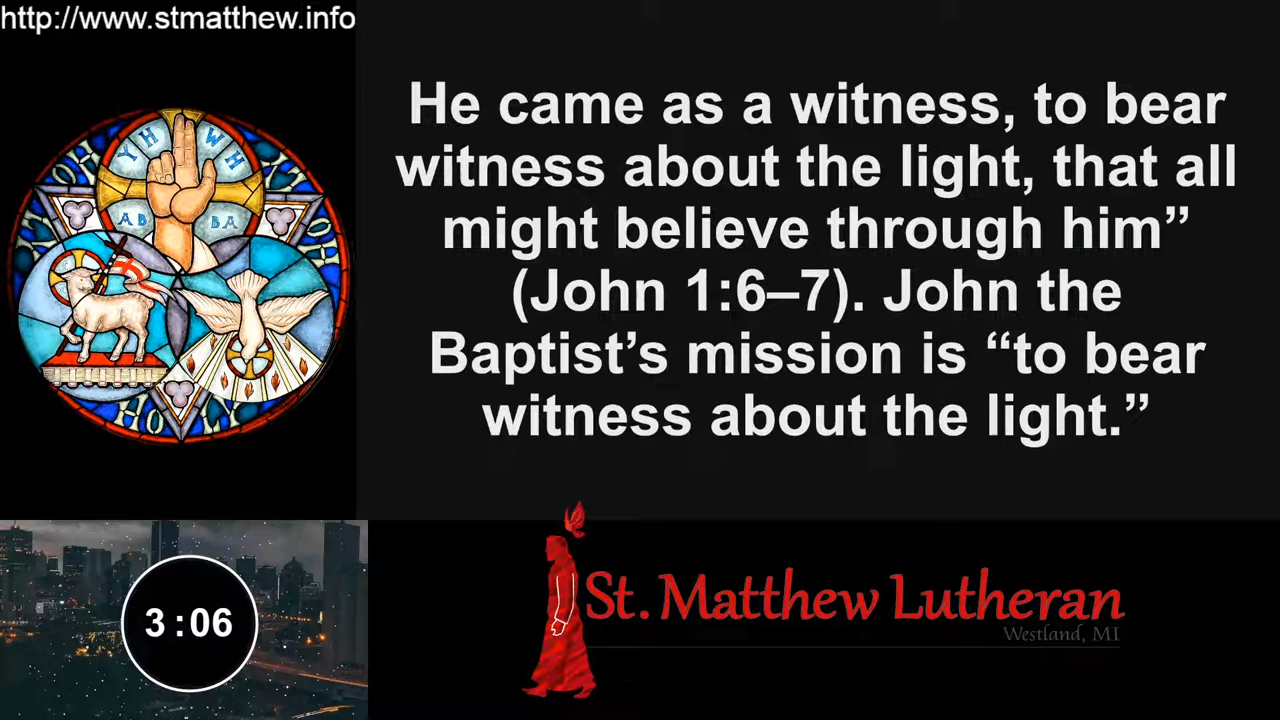 http://www.stmatthew.info
YH WH
AB BA
He came as a witness, to bear
witness about the light, that all
might believe through him”
(John 1:6–7). John the
Baptist’s mission is “to bear
witness about the light.”
3:06
St. Matthew Lutheran
Westland, MI